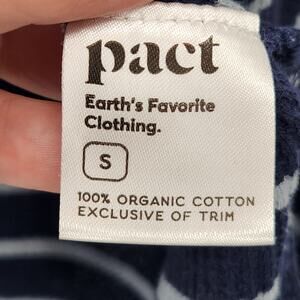 pact
Earth's Favorite
Clothing.
S
100% ORGANIC COTTON
EXCLUSIVE OF TRIM